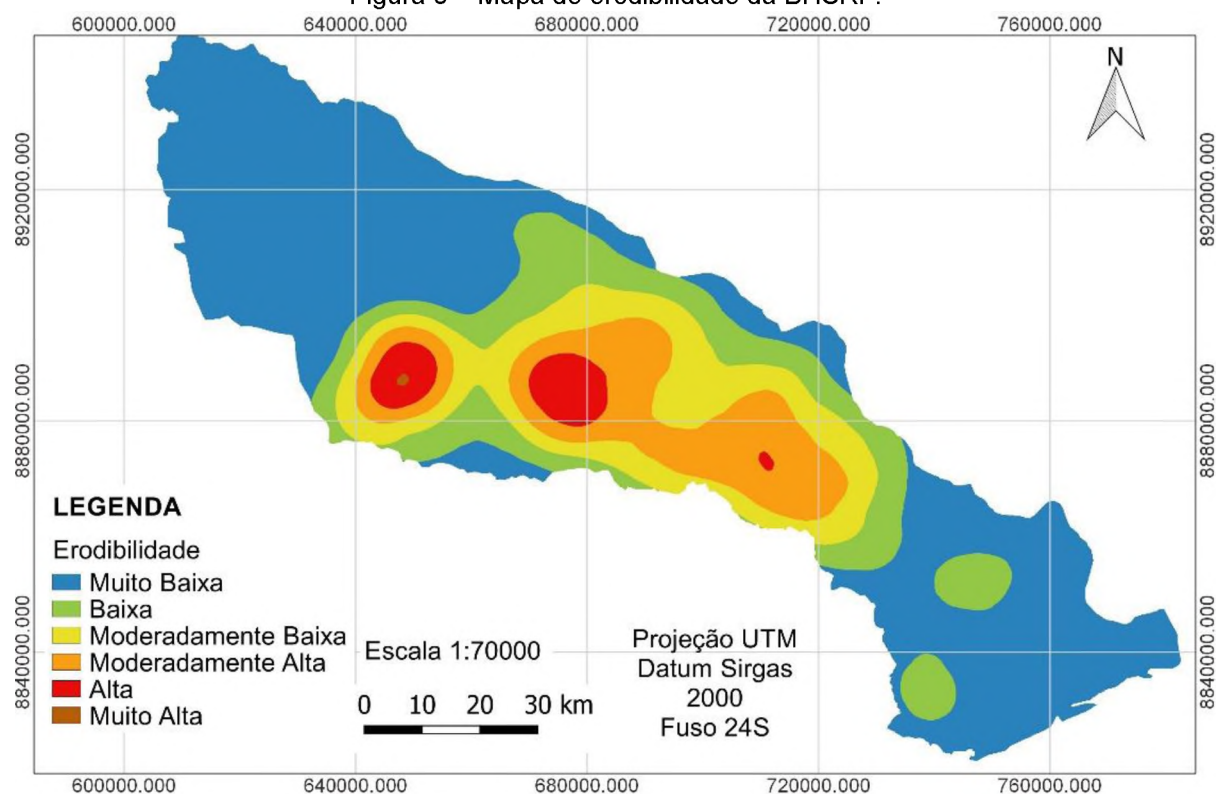 600000.000 640000.000 680000.000 720000.000 760000.000
N
8920000.000
8920000.000
8880000.000
8880000.000
8840000.000
8840000.000
LEGENDA
Erodibilidade
Muito Baixa
Baixa
Moderadamente Baixa
Moderadamente Alta
Alta
Muito Alta
Escala 1:70000
0 10 20 30 km
Projeção UTM
Datum Sirgas
2000
Fuso 24S
600000.000 640000.000 680000.000 720000.000 760000.000